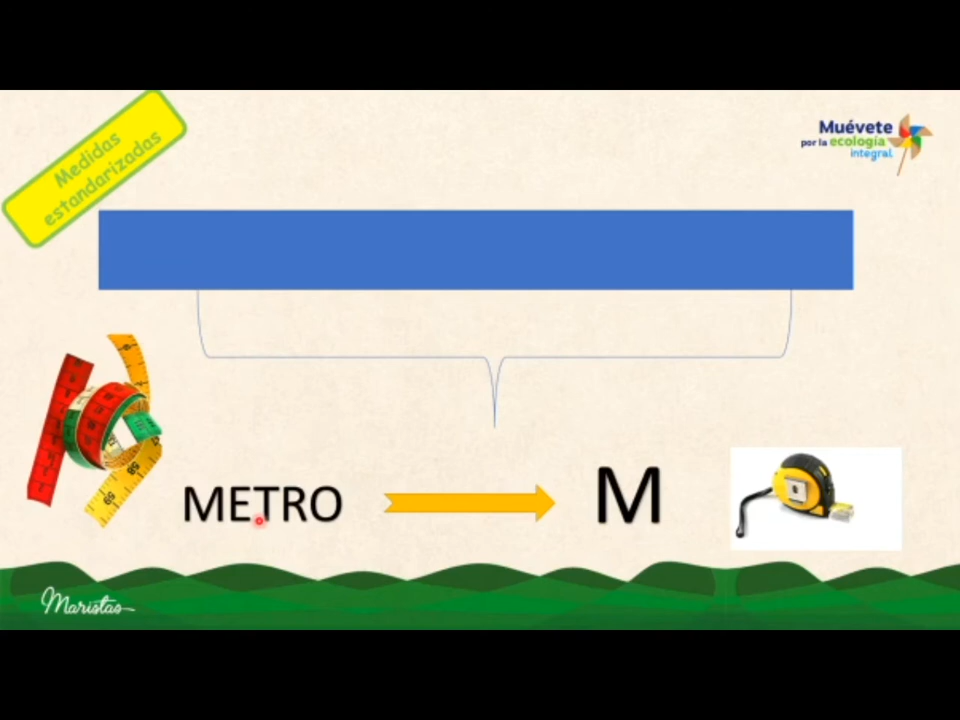 Medidas
estandarizadas
Muévete
por la ecología
integral
METRO
M
Maristas